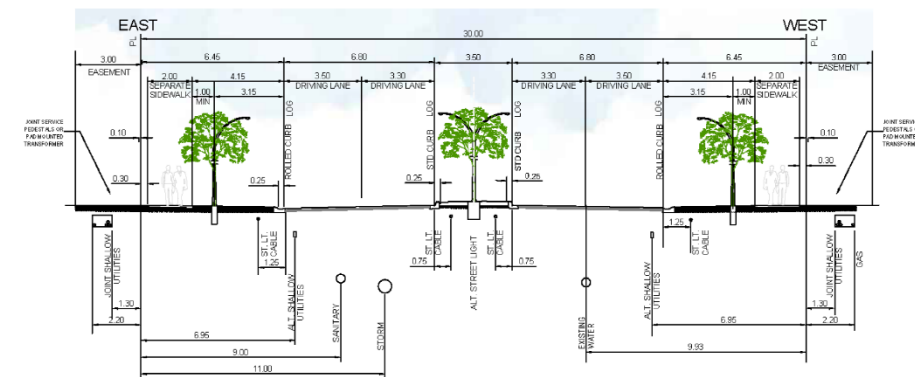 EAST
WEST
PL
30.00
PL
3.00
EASEMENT
6.45
6.80
3.50
6.80
6.45
3.00
EASEMENT
2.00
SEPARATE
SIDEWALK
4.15
1.00
MIN
3.15
3.50
DRIVING LANE
3.30
DRIVING LANE
3.30
DRIVING LANE
3.50
DRIVING LANE
4.15
3.15
1.00
MIN
2.00
SEPARATE
SIDEWALK
ROLLED CURB
LOG
STD CURB
LOG
STD CURB
LOG
ROLLED CURB
LOG
JOINT SERVICE
PEDESTALS OR
PAD MOUNTED
TRANSFORMER
0.10
0.30
0.25
0.25
0.25
0.10
0.30
JOINT SERVICE
PEDESTALS OR
PAD MOUNTED
TRANSFORMER
JOINT SHALLOW
UTILITIES
ST. LT.
CABLE
1.25
ALT. SHALLOW
UTILITIES
SANITARY
STORM
ST. LT.
CABLE
0.75
ALT STREET LIGHT
ST. LT.
CABLE
0.75
EXISTING
WATER
ALT. SHALLOW
UTILITIES
1.25
ST. LT.
CABLE
JOINT SHALLOW
UTILITIES
GAS
1.30
2.20
6.95
9.00
11.00
1.30
2.20
6.95
9.93